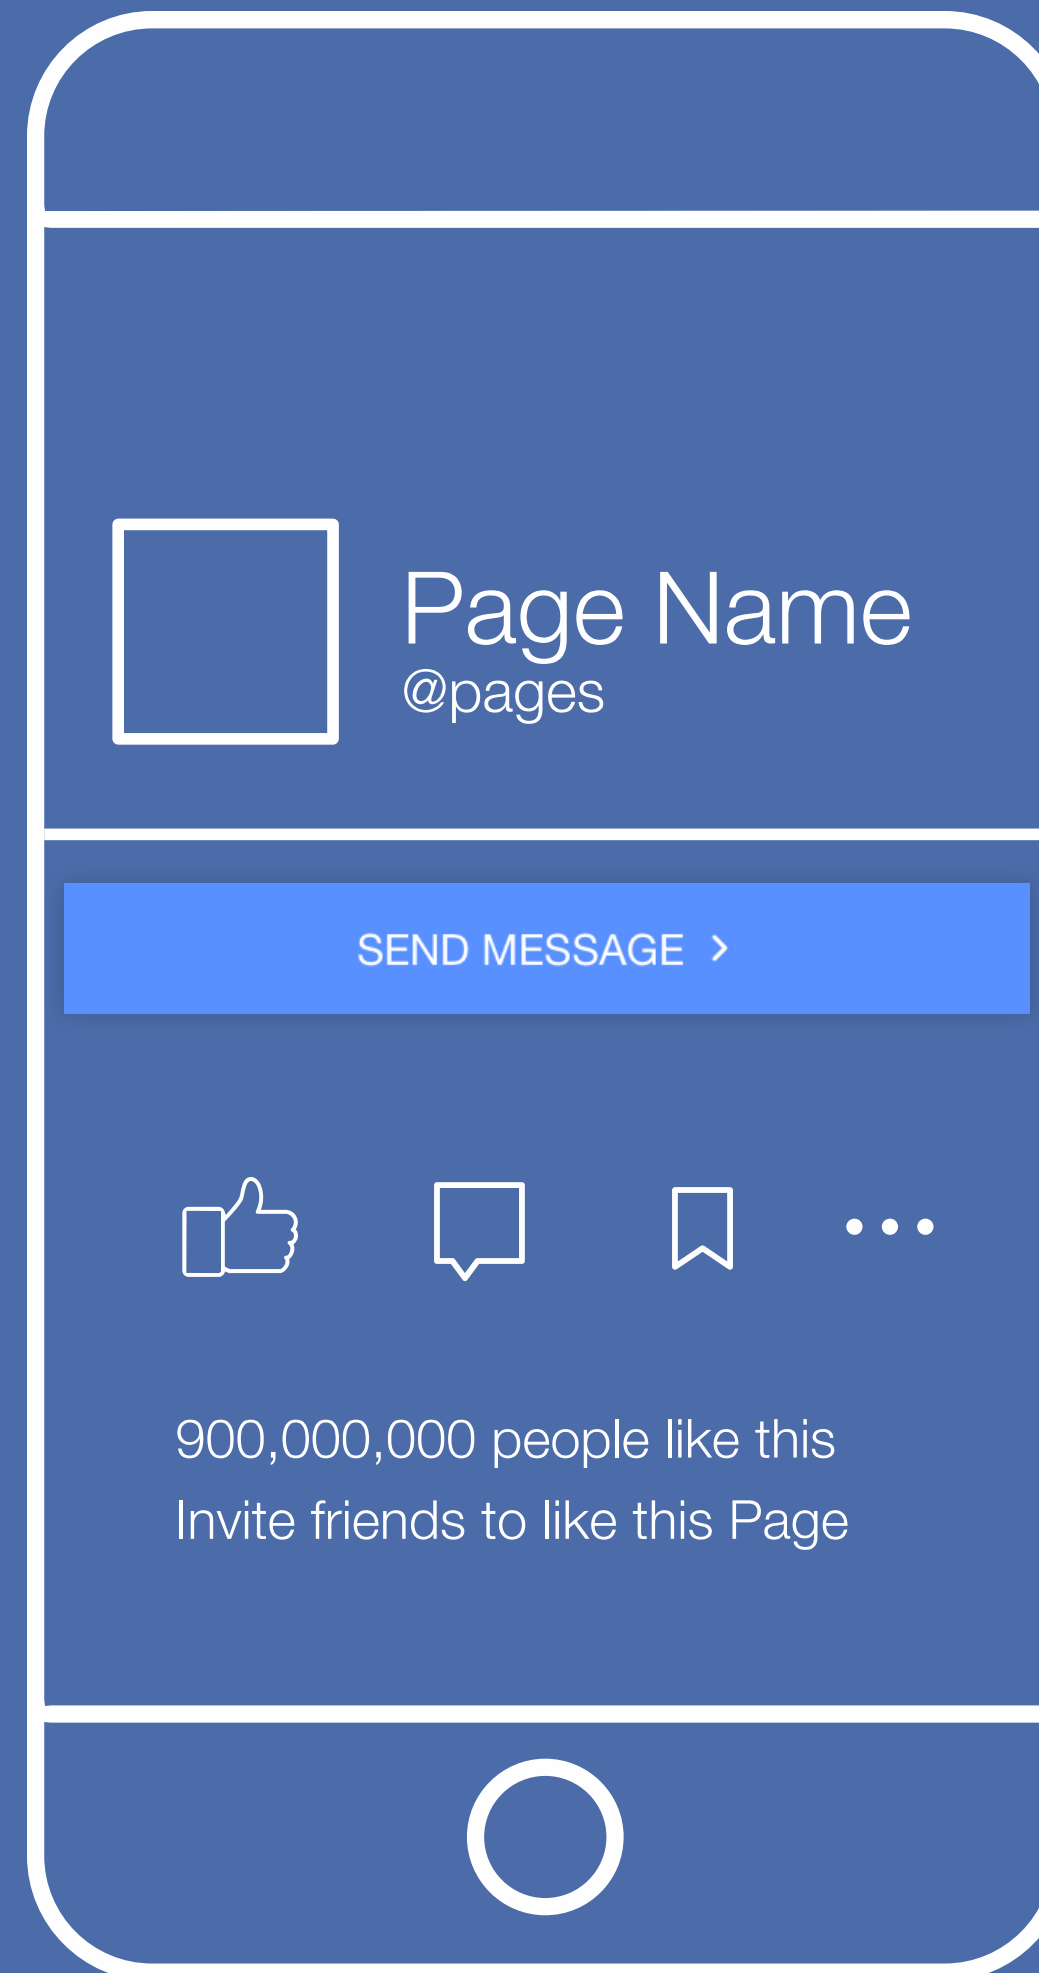 Page Name
@pages
SEND MESSAGE >
900,000,000 people like this
Invite friends to like this Page